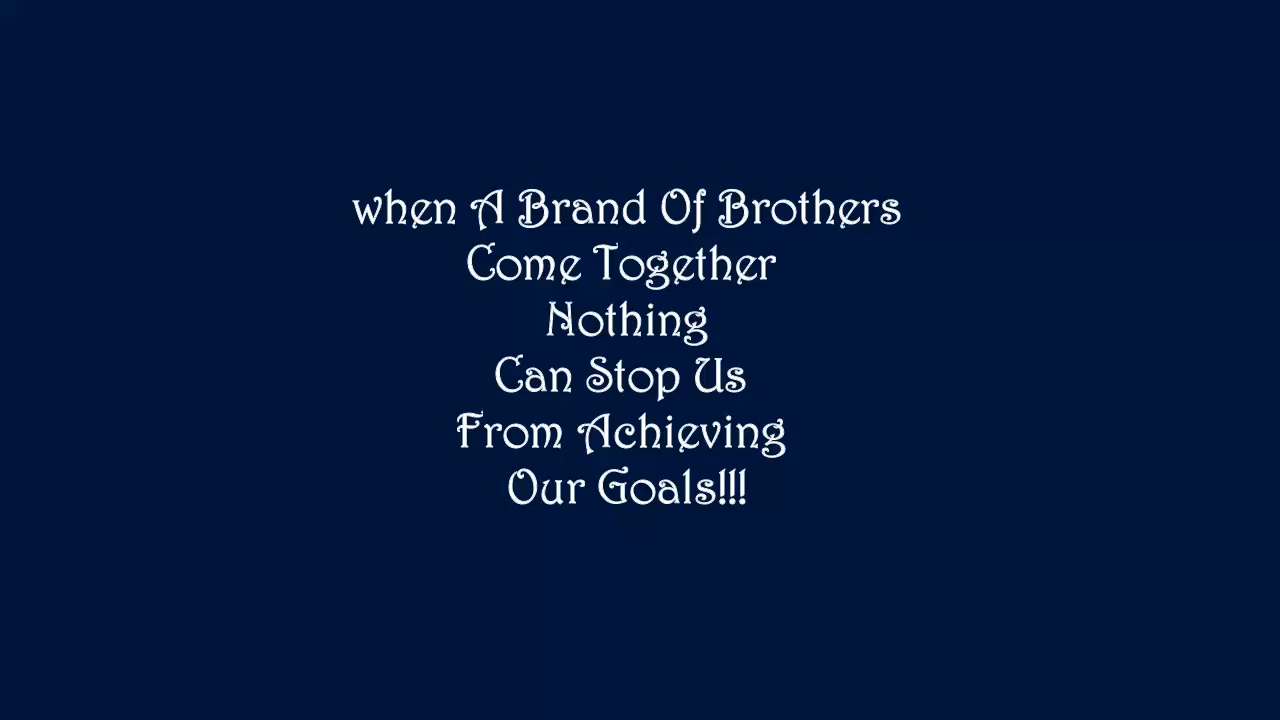 when A Brand Of Brothers
Come Together
Nothing
Can Stop Us
From Achieving
Our Goals!!!